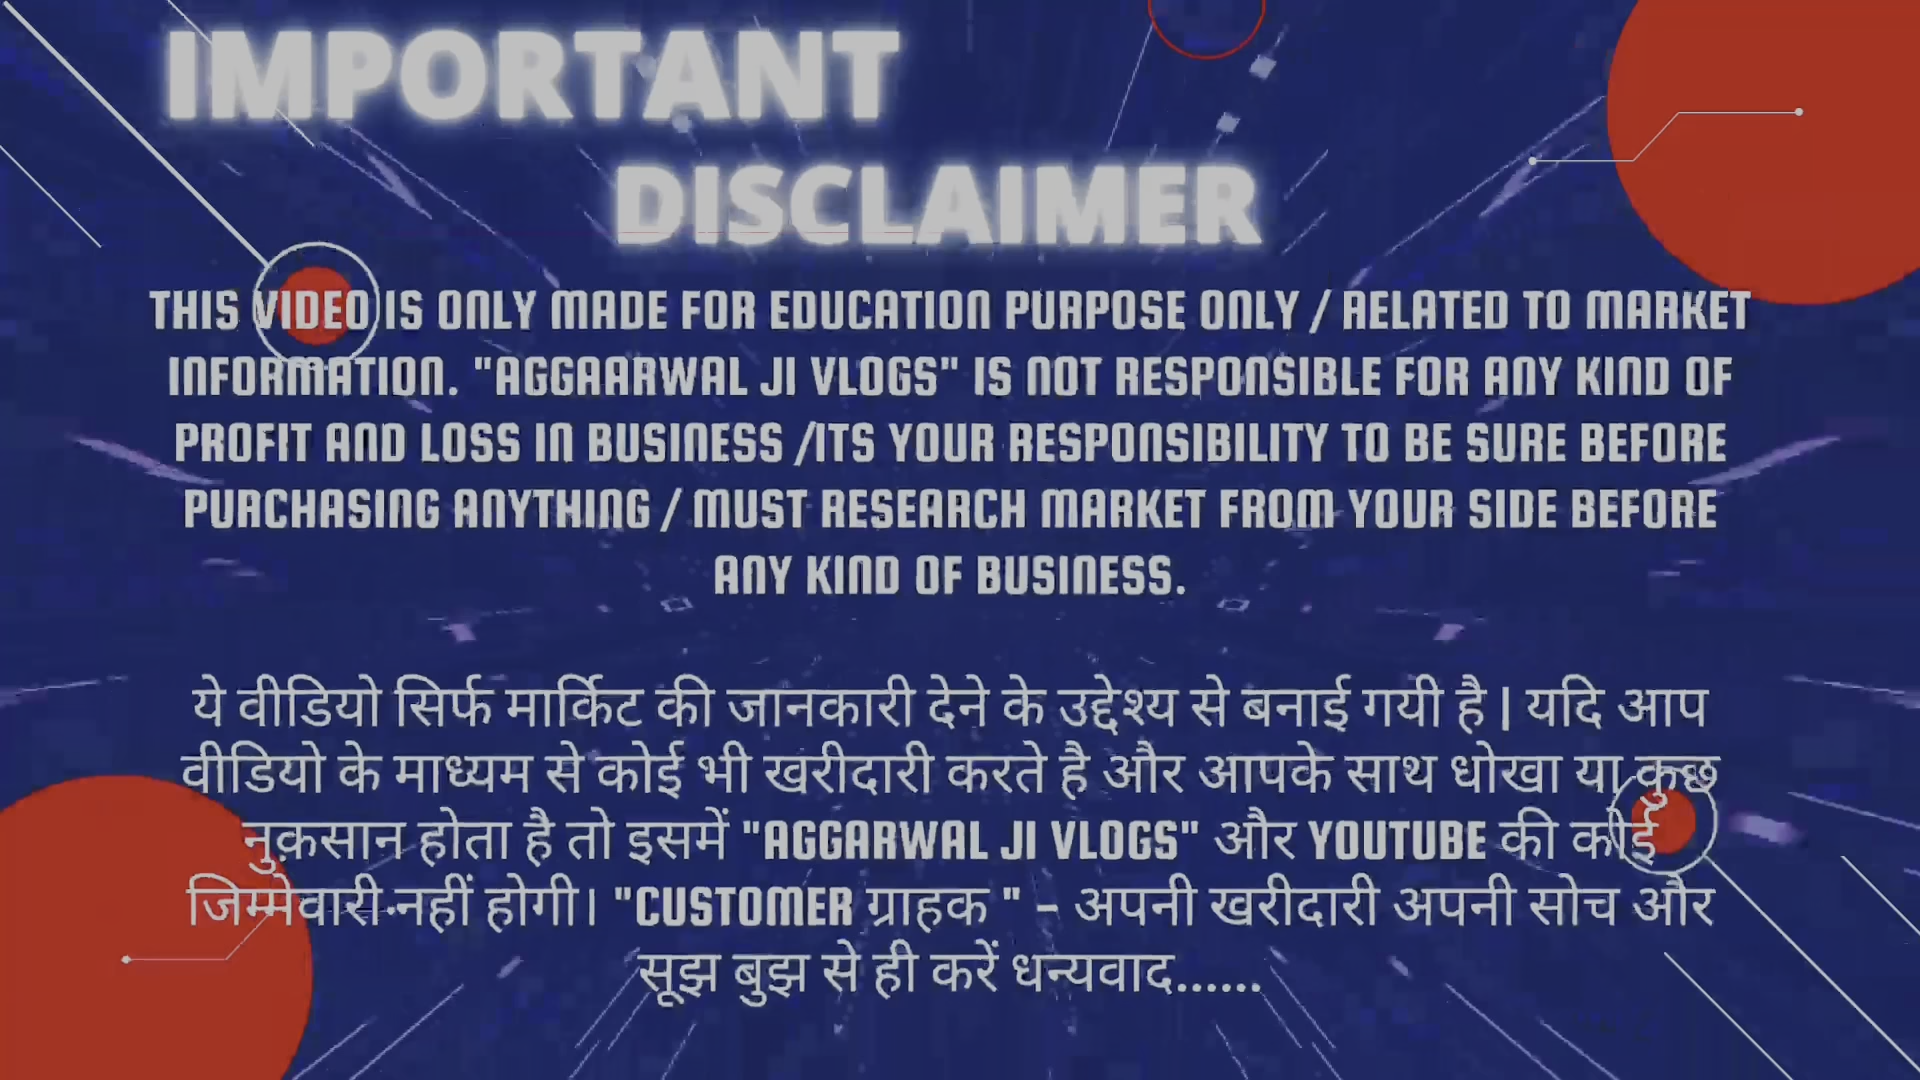 IMPORTANT
DISCLAIMER
THIS VIDEO IS ONLY MADE FOR EDUCATION PURPOSE ONLY / RELATED TO MARKET
INFORMATION. "AGGAARWAL JI VLOGS" IS NOT RESPONSIBLE FOR ANY KIND OF
PROFIT AND LOSS IN BUSINESS /ITS YOUR RESPONSIBILITY TO BE SURE BEFORE
PURCHASING ANYTHING / MUST RESEARCH MARKET FROM YOUR SIDE BEFORE
ANY KIND OF BUSINESS.
ये वीडियो सिर्फ मार्किट की जानकारी देने के उद्देश्य से बनाई गयी है | यदि आप
वीडियो के माध्यम से कोई भी खरीदारी करते है और आपके साथ धोखा या कुछ
नुक़सान होता है तो इसमें "AGGARWAL JI VLOGS" और YOUTUBE की कोई
जिम्मेवारी नहीं होगी। "CUSTOMER ग्राहक " - अपनी खरीदारी अपनी सोच और
सूझ बुझ से ही करें धन्यवाद......